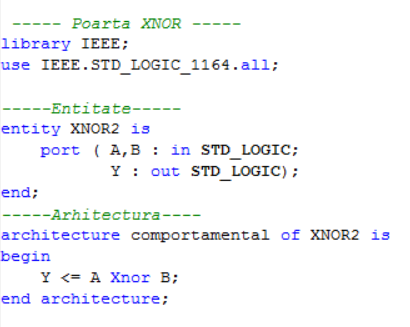 ----- Poarta XNOR -----
library IEEE;
use IEEE.STD_LOGIC_1164.all;
-----Entitate-----
entity XNOR2 is
port ( A,B : in STD_LOGIC;
Y : out STD_LOGIC);
end;
-----Arhitectura----
architecture comportamental of XNOR2 is
begin
Y <= A Xnor B;
end architecture;